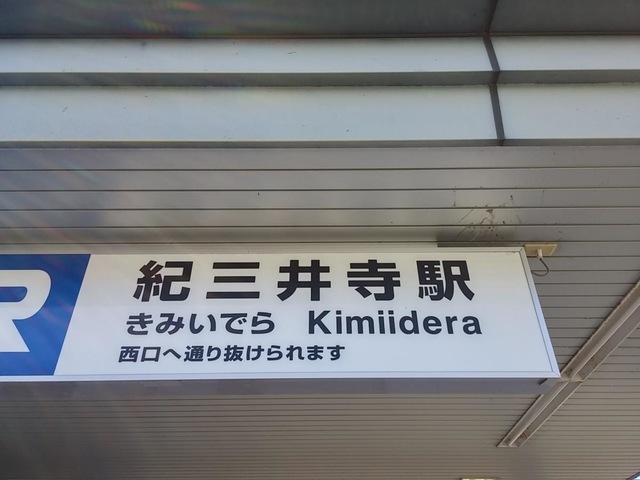 R
紀三井寺駅
きみいでら Kimiidera
西口へ通り抜けられます